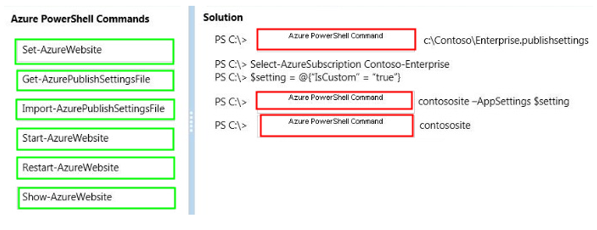 Azure PowerShell Commands
Set-AzureWebsite
Get-AzurePublishSettingsFile
Import-AzurePublishSettingsFile
Start-AzureWebsite
Restart-AzureWebsite
Show-AzureWebsite
Solution
PS C:\> Azure PowerShell Command c:\Contoso\Enterprise.publishsettings
PS C:\> Select-AzureSubscription Contoso-Enterprise
PS C:\> $setting = @{"IsCustom" = "true"}
PS C:\> Azure PowerShell Command contososite –AppSettings $setting
PS C:\> Azure PowerShell Command contososite